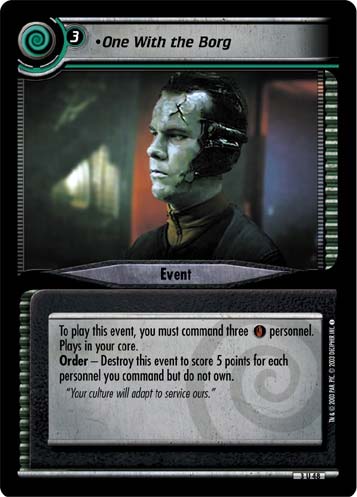 3
•One With the Borg
Event
To play this event, you must command three personnel.
Plays in your core.
Order – Destroy this event to score 5 points for each
personnel you command but do not own.
"Your culture will adapt to service ours."
™ & © 2003 PAR. PIC. © 2003 DECIPHER INC.
3 U 48